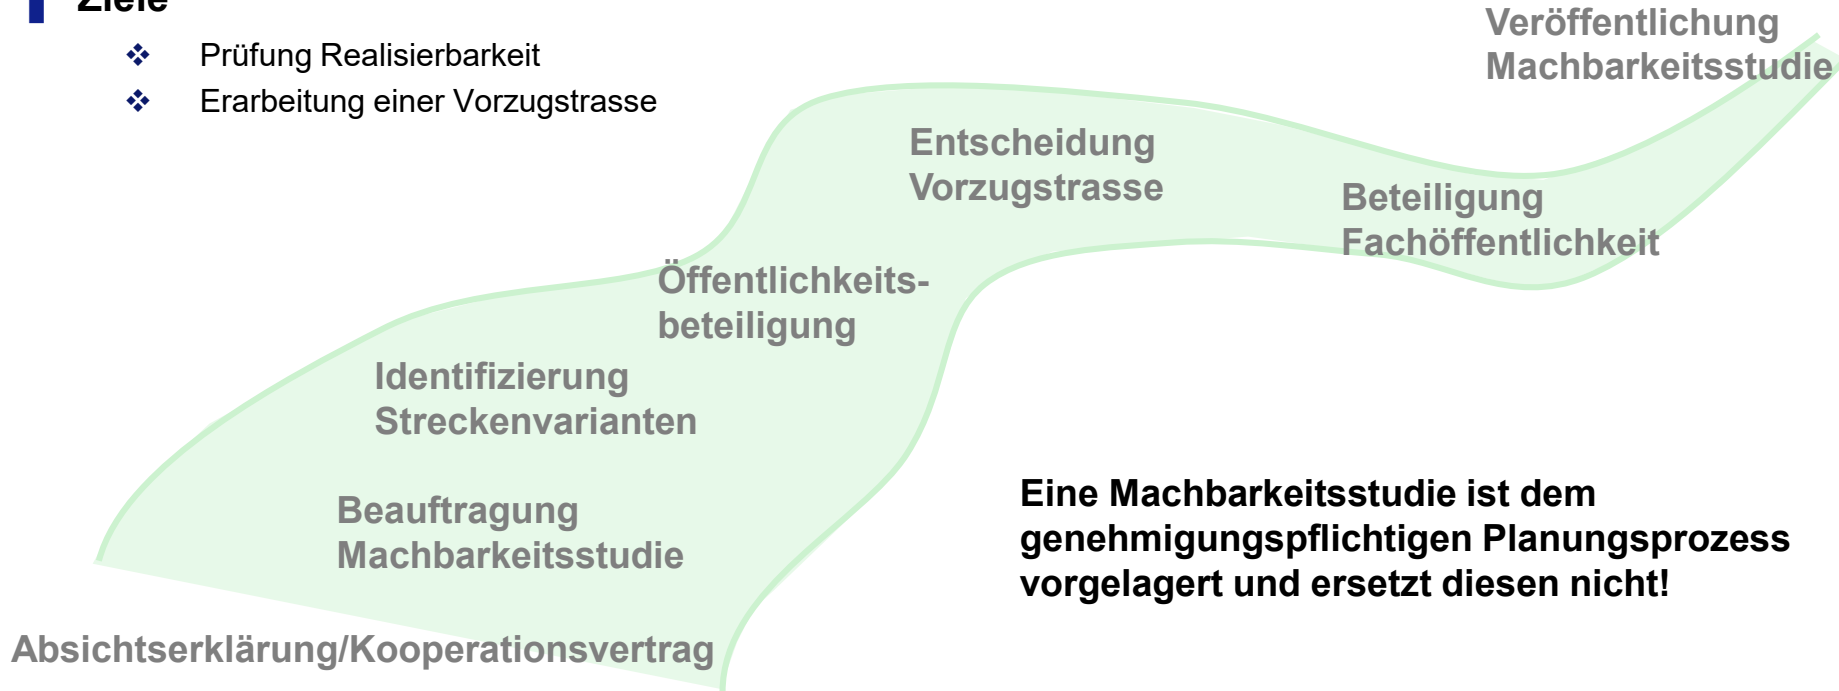 Ziele
Prüfung Realisierbarkeit
Erarbeitung einer Vorzugstrasse
Veröffentlichung
Machbarkeitsstudie
Entscheidung
Vorzugstrasse
Beteiligung
Fachöffentlichkeit
Öffentlichkeits-
beteiligung
Identifizierung
Streckenvarianten
Beauftragung
Machbarkeitsstudie
Absichtserklärung/Kooperationsvertrag
Eine Machbarkeitsstudie ist dem
genehmigungspflichtigen Planungsprozess
vorgelagert und ersetzt diesen nicht!